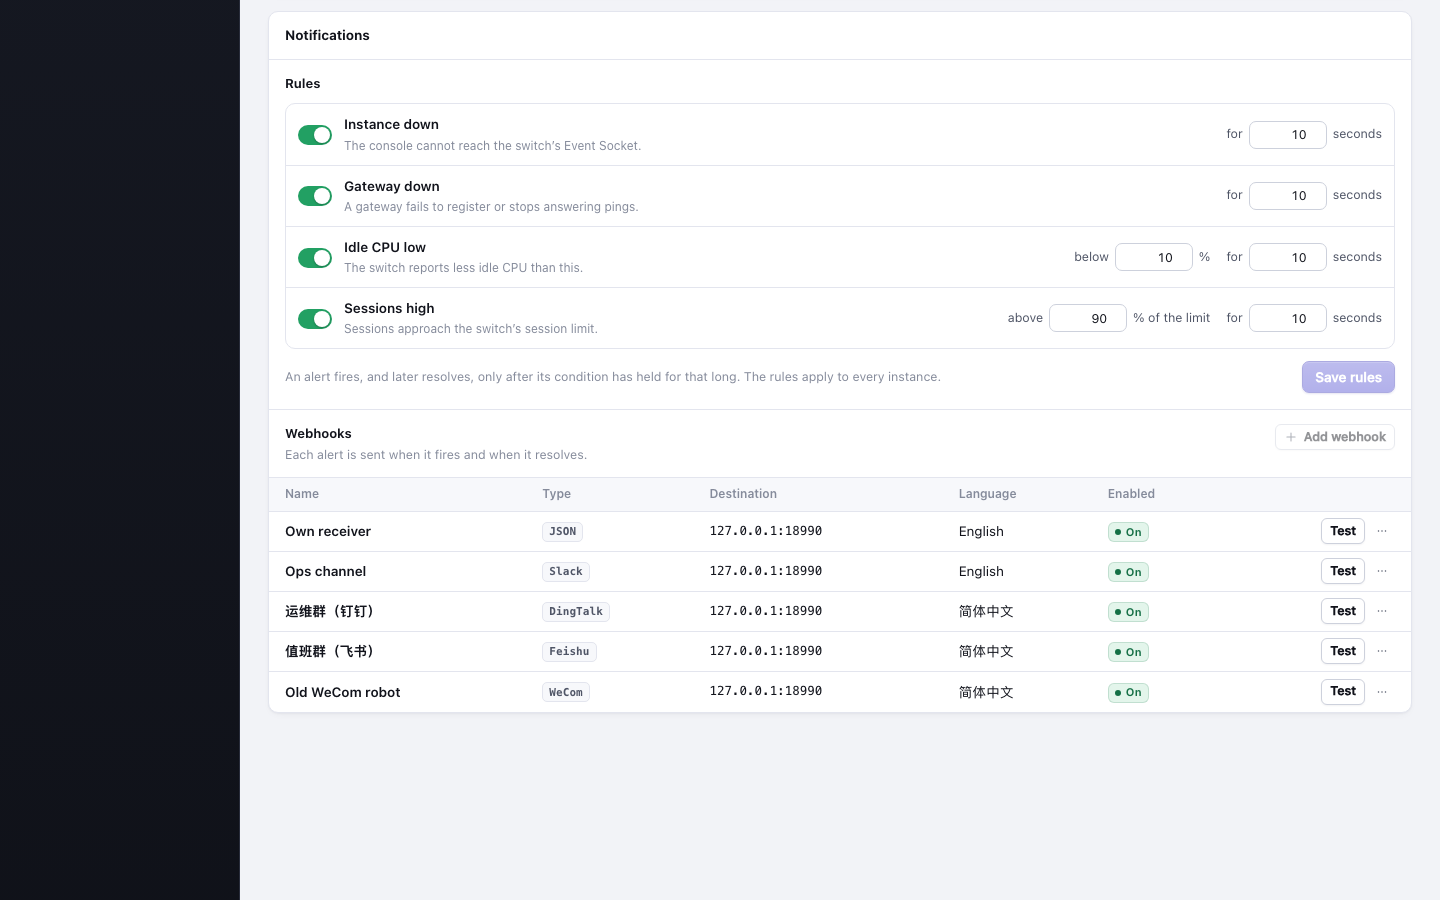 Notifications
Rules
Instance down
The console cannot reach the switch's Event Socket.
for 10 seconds
Gateway down
A gateway fails to register or stops answering pings.
for 10 seconds
Idle CPU low
The switch reports less idle CPU than this.
below 10 % for 10 seconds
Sessions high
Sessions approach the switch's session limit.
above 90 % of the limit for 10 seconds
An alert fires, and later resolves, only after its condition has held for that long. The rules apply to every instance.
Save rules
Webhooks
Each alert is sent when it fires and when it resolves.
+ Add webhook
Name Type Destination Language Enabled
Own receiver JSON 127.0.0.1:18990 English On Test ...
Ops channel Slack 127.0.0.1:18990 English On Test ...
运维群（钉钉） DingTalk 127.0.0.1:18990 简体中文 On Test ...
值班群（飞书） Feishu 127.0.0.1:18990 简体中文 On Test ...
Old WeCom robot WeCom 127.0.0.1:18990 简体中文 On Test ...